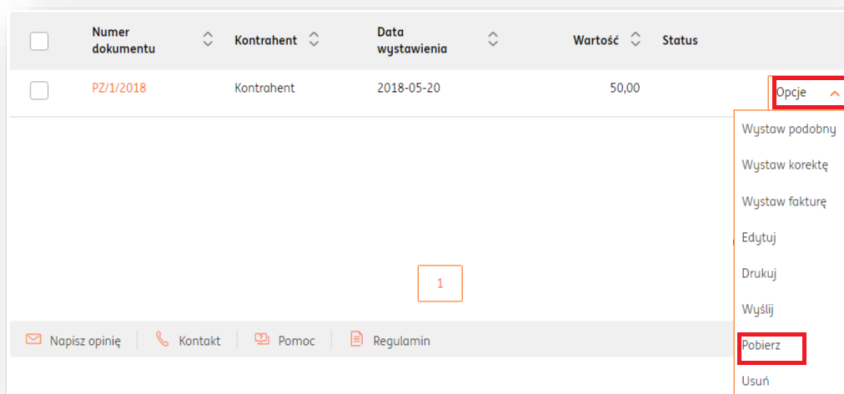 Numer dokumentu Kontrahent Data wystawienia Wartość Status
PZ/1/2018 Kontrahent 2018-05-20 50,00 Opcje
Wystaw podobny
Wystaw korektę
Wystaw fakturę
Edytuj
Drukuj
1
Wyślij
Napisz opinię Kontakt Pomoc Regulamin
Pobierz
Usuń